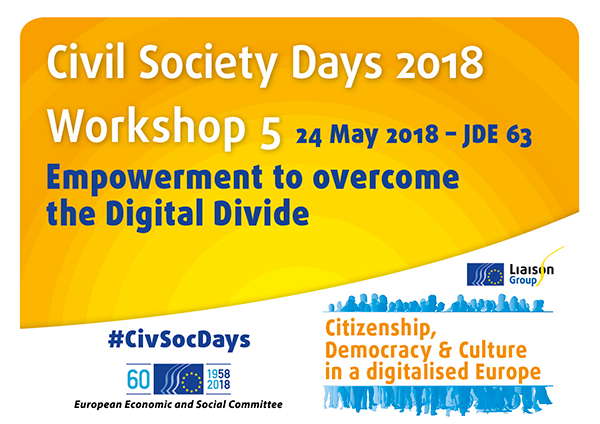 Civil Society Days 2018
Workshop 5 24 May 2018 – JDE 63
Empowerment to overcome
the Digital Divide
Liaison
Group
#CivSocDays
60 1958
2018
European Economic and Social Committee
Citizenship,
Democracy & Culture
in a digitalised Europe